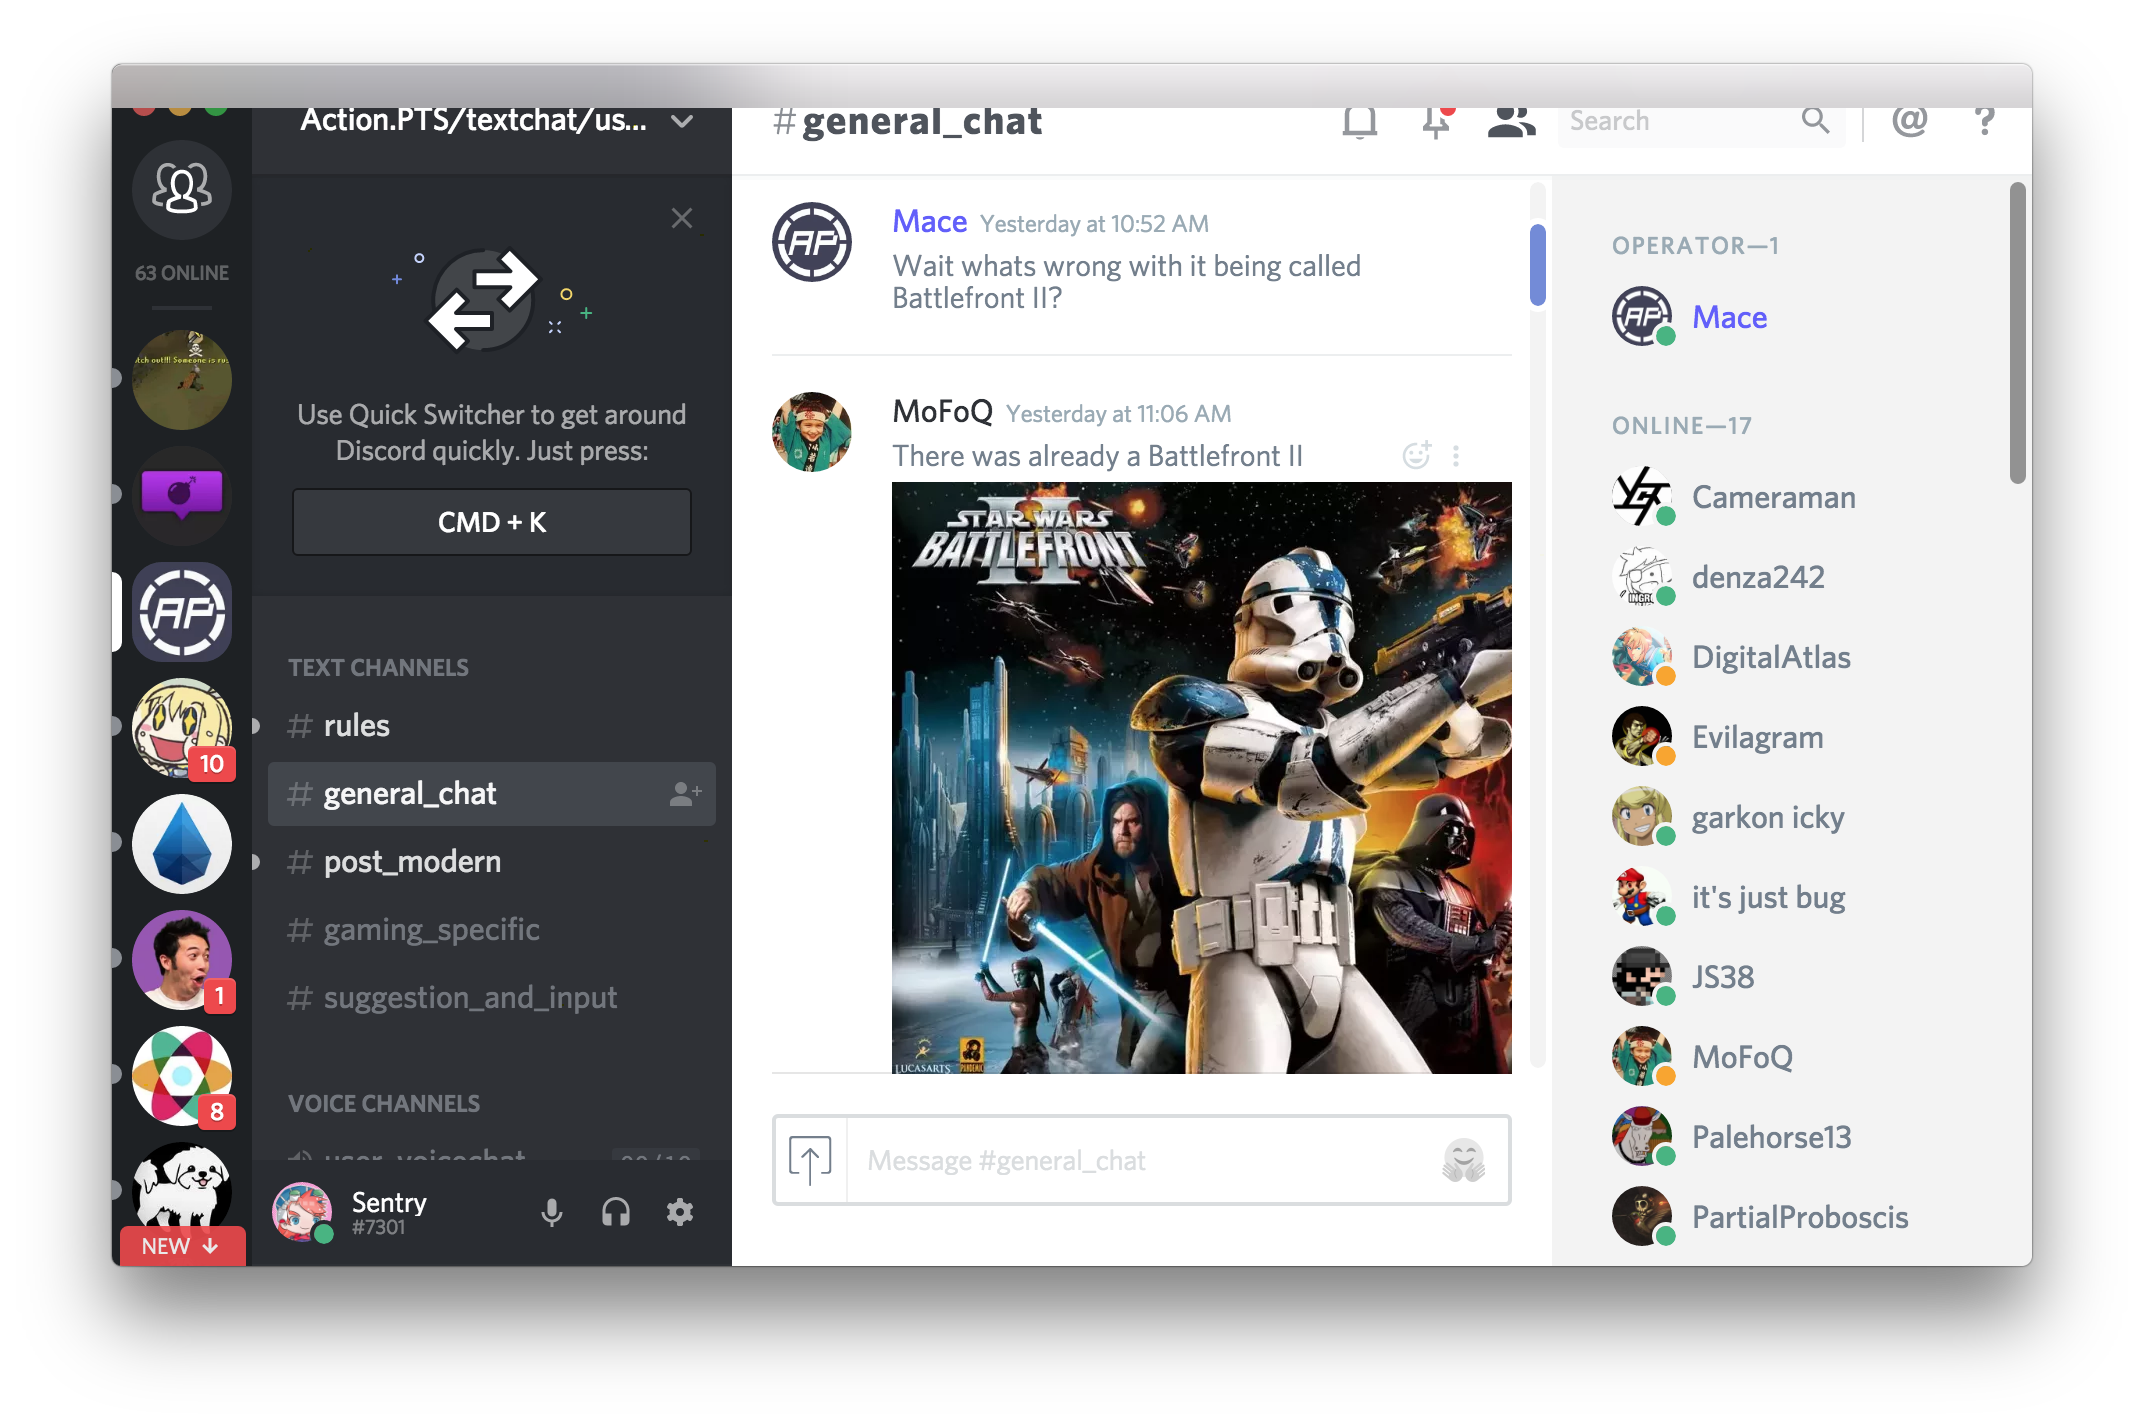 Action.PTS/textchat/us...
#general_chat
Search
@
?
63 ONLINE
10
1
8
NEW
Use Quick Switcher to get around
Discord quickly. Just press:
CMD + K
TEXT CHANNELS
# rules
# general_chat
# post_modern
# gaming_specific
# suggestion_and_input
VOICE CHANNELS
user_voicechat
Sentry
#7301
AP
Mace Yesterday at 10:52 AM
Wait whats wrong with it being called
Battlefront II?
MoFoQ Yesterday at 11:06 AM
There was already a Battlefront II
STAR WARS
BATTLEFRONT
II
LUCASARTS
PANDEMIC
Message #general_chat
OPERATOR—1
AP
Mace
ONLINE—17
Cameraman
denza242
DigitalAtlas
Evilagram
garkon icky
it's just bug
JS38
MoFoQ
Palehorse13
PartialProboscis